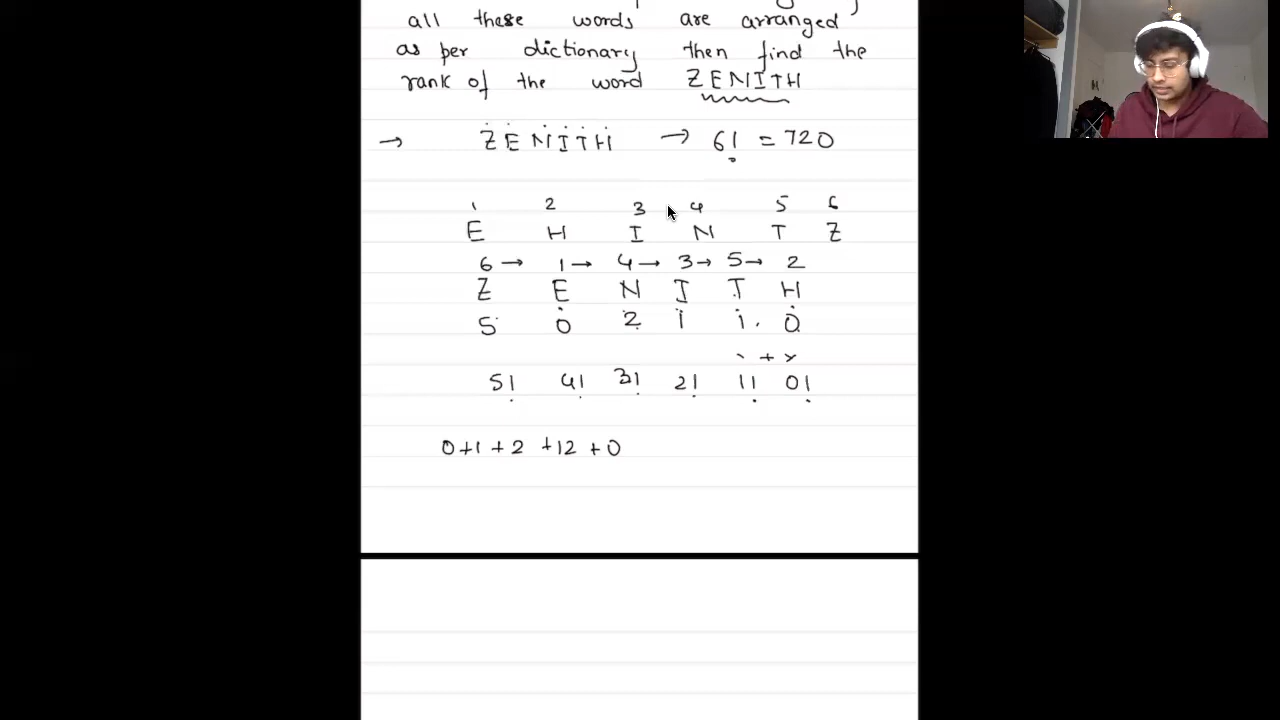 all these words are arranged
as per dictionary then find the
rank of the word ZENITH
→ ZENITH → 6! = 720
1 2 3 4 5 6
E H I N T Z
6 → 1 → 4 → 3 → 5 → 2
Z E N I T H
5 0 2 1 1 0
5! 4! 3! 2! 1! 0!
0+1+2 +12 +0